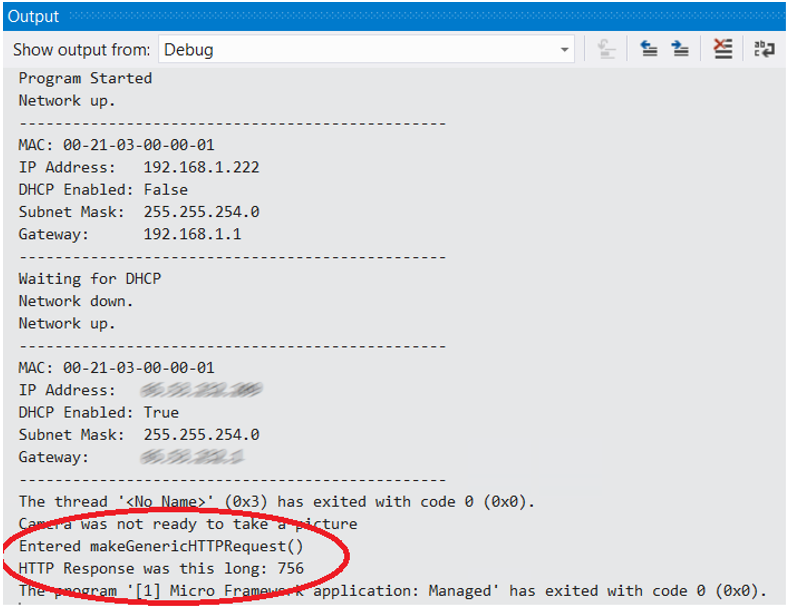 Output
Show output from: Debug
Program Started
Network up.
-----------------------------------------------
MAC: 00-21-03-00-00-01
IP Address:   192.168.1.222
DHCP Enabled: False
Subnet Mask:  255.255.254.0
Gateway:      192.168.1.1
-----------------------------------------------
Waiting for DHCP
Network down.
Network up.
-----------------------------------------------
MAC: 00-21-03-00-00-01
IP Address:
DHCP Enabled: True
Subnet Mask:  255.255.254.0
Gateway:
-----------------------------------------------
The thread '<No Name>' (0x3) has exited with code 0 (0x0).
Camera was not ready to take a picture
Entered makeGenericHTTPRequest()
HTTP Response was this long: 756
The program '[1] Micro Framework application: Managed' has exited with code 0 (0x0).